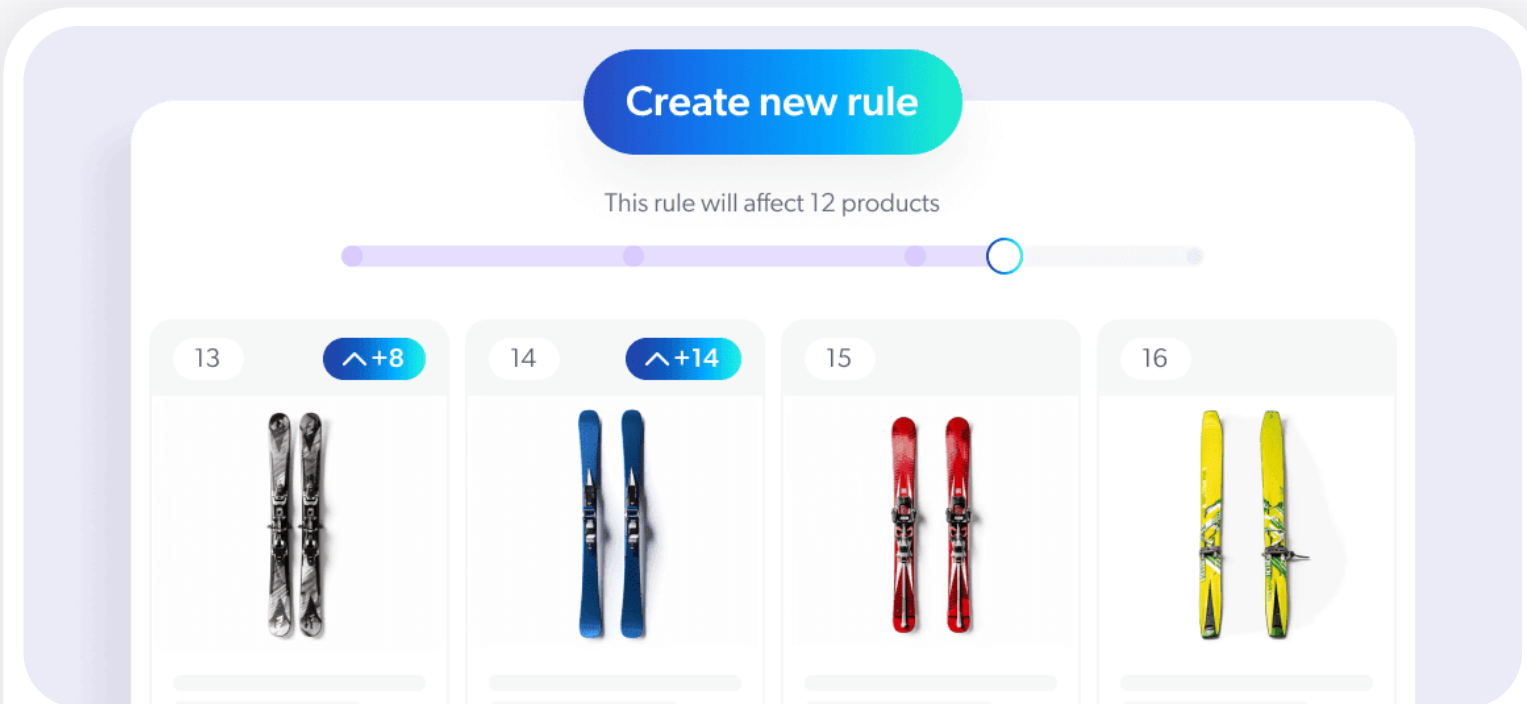 Create new rule
This rule will affect 12 products
13 +8 14 +14 15 16